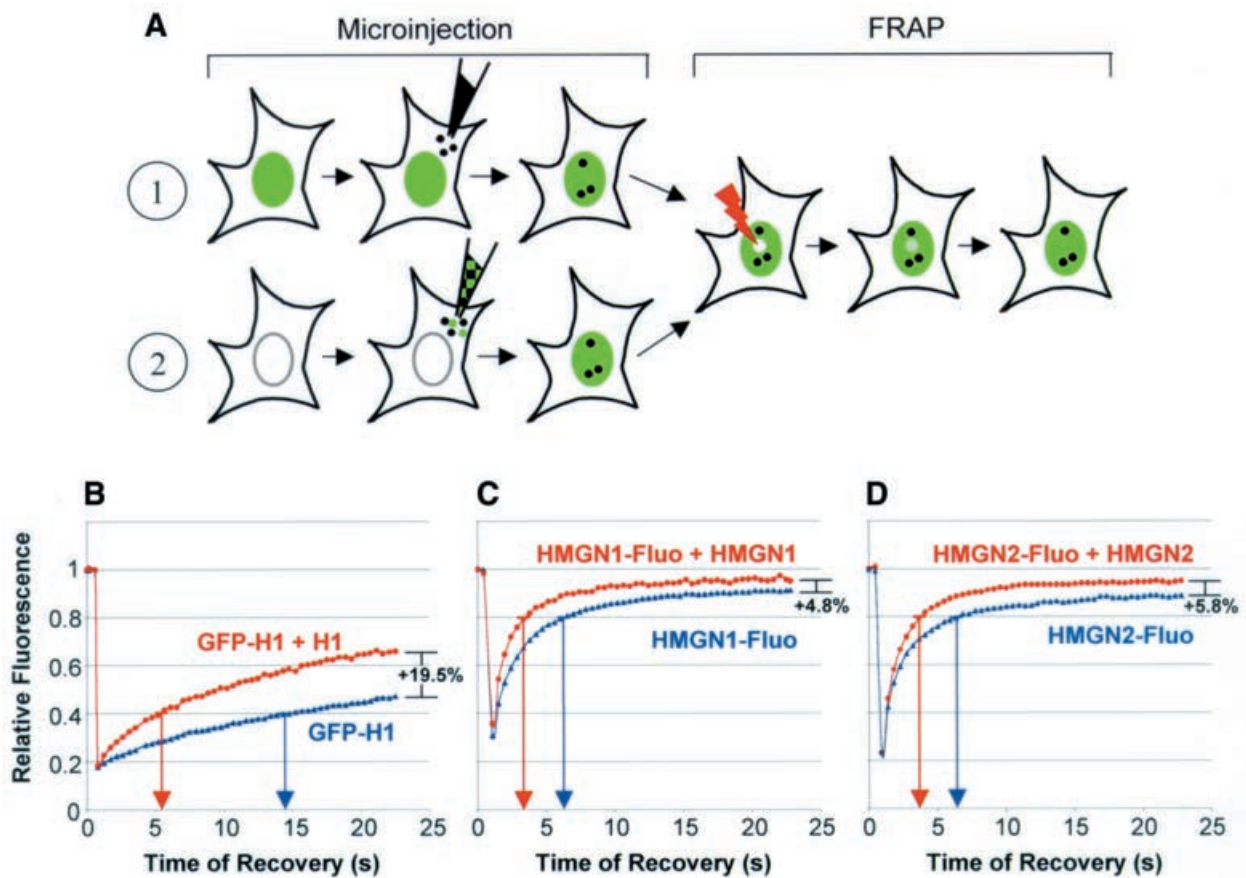 A
Microinjection
FRAP
1
2
B
C
D
Relative Fluorescence
1
0.8
0.6
0.4
0.2
0
GFP-H1 + H1
+19.5%
GFP-H1
0 5 10 15 20 25
Time of Recovery (s)
HMGN1-Fluo + HMGN1
+4.8%
HMGN1-Fluo
0 5 10 15 20 25
Time of Recovery (s)
HMGN2-Fluo + HMGN2
+5.8%
HMGN2-Fluo
0 5 10 15 20 25
Time of Recovery (s)